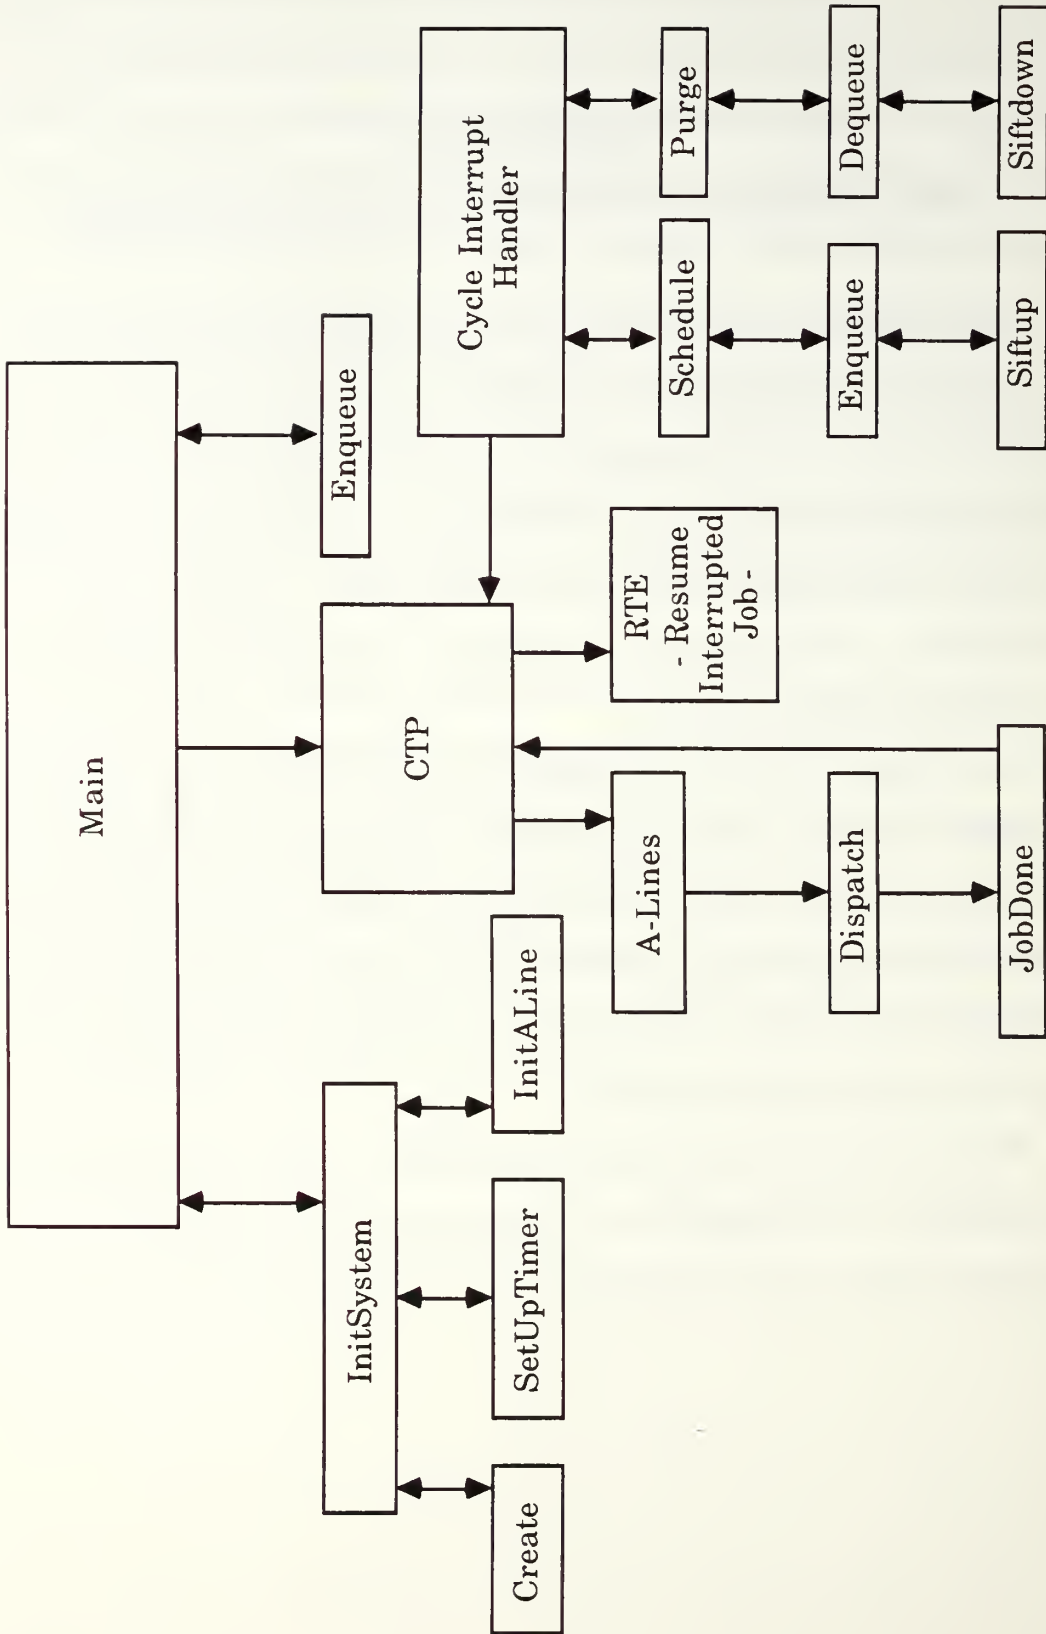 Main
InitSystem
CTP
Enqueue
Create
SetUpTimer
InitALine
Cycle Interrupt
Handler
A-Lines
RTE
- Resume
Interrupted
Job -
Schedule
Purge
Dispatch
Enqueue
Dequeue
JobDone
Siftup
Siftdown